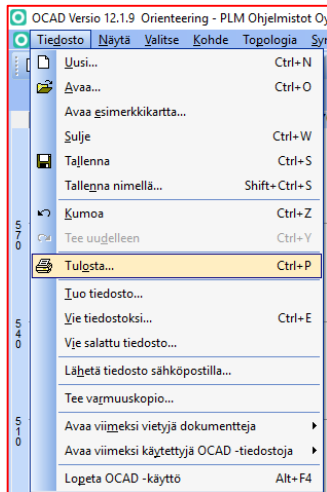 OCAD Versio 12.1.9 Orienteering - PLM Ohjelmistot Oy
Tiedosto Näytä Valitse Kohde Topologia
Uusi... Ctrl+N
Avaa... Ctrl+O
Avaa esimerkkikartta...
Sulje Ctrl+W
Tallenna Ctrl+S
Tallenna nimellä... Shift+Ctrl+S
Kumoa Ctrl+Z
Tee uudelleen Ctrl+Y
Tulosta... Ctrl+P
Tuo tiedosto...
Vie tiedostoksi... Ctrl+E
Vie salattu tiedosto...
Lähetä tiedosto sähköpostilla...
Tee varmuuskopio...
Avaa viimeksi vietyjä dokumentteja
Avaa viimeksi käytettyjä OCAD -tiedostoja
Lopeta OCAD -käyttö Alt+F4
570
540
510